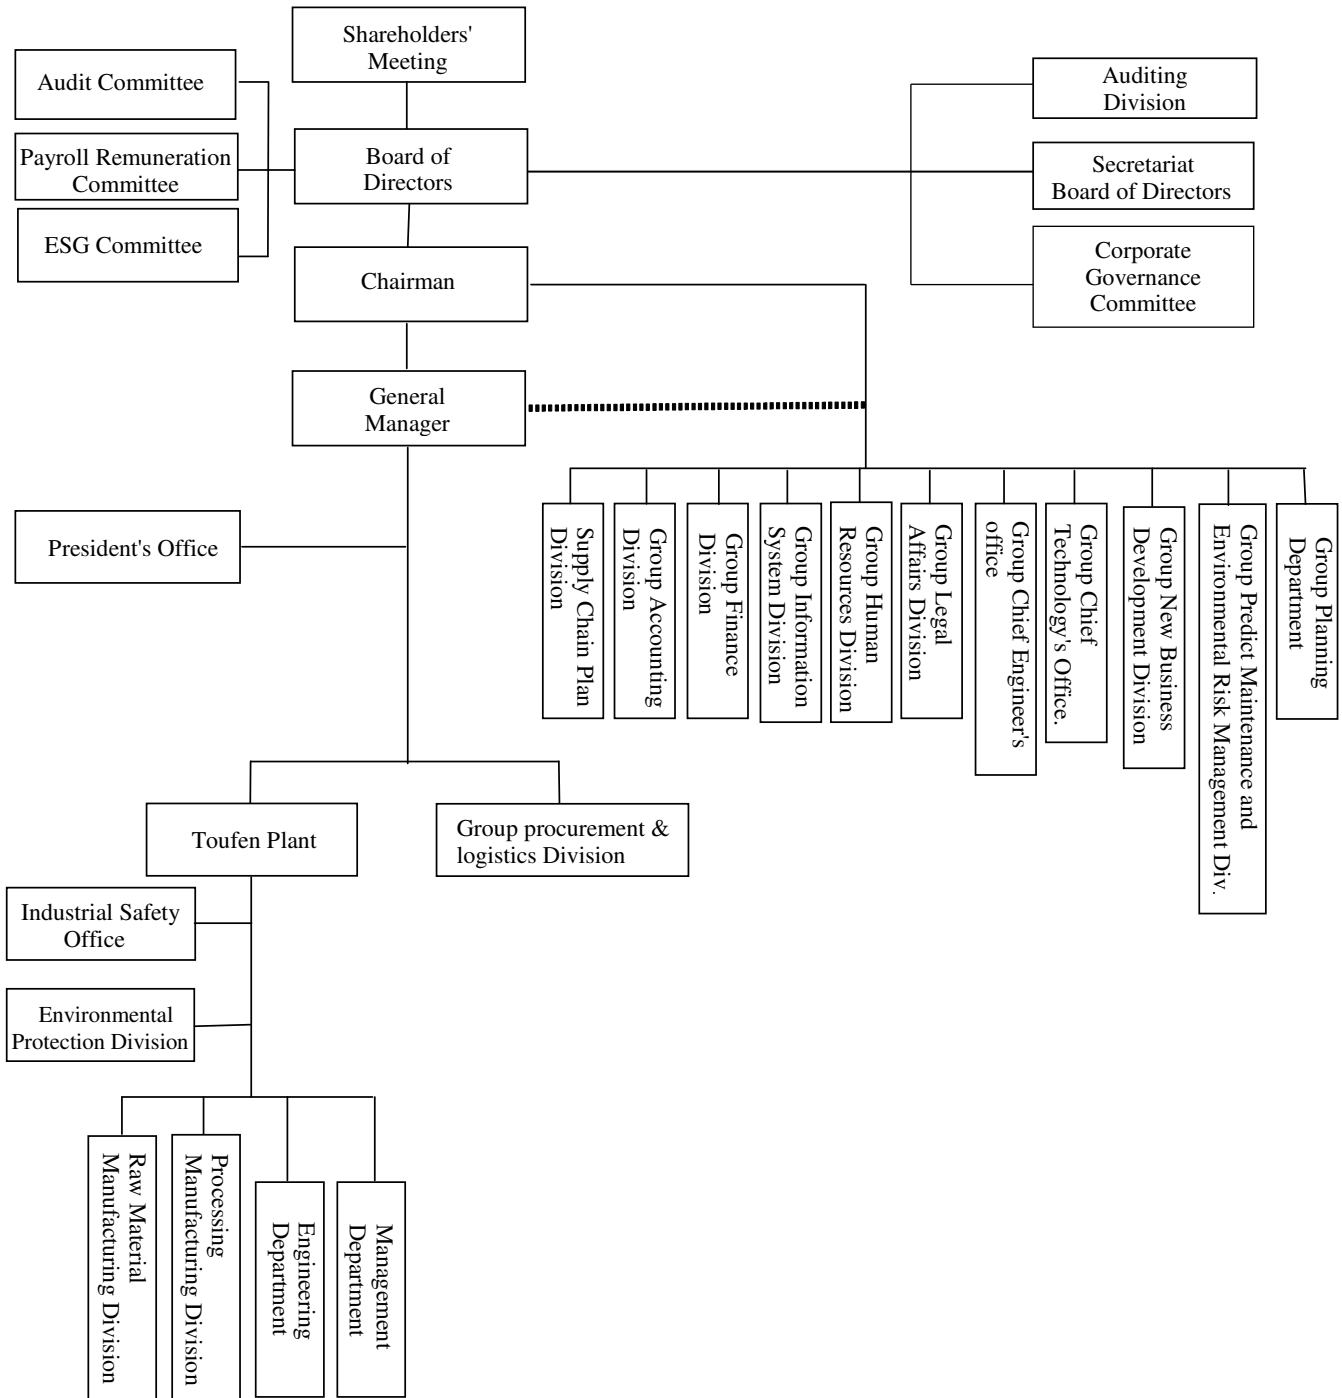 Shareholders'
Meeting
Audit Committee
Auditing
Division
Payroll Remuneration
Committee
Board of
Directors
Secretariat
Board of Directors
ESG Committee
Chairman
Corporate
Governance
Committee
General
Manager
President's Office
Supply Chain Plan
Division
Group Accounting
Division
Group Finance
Division
Group Information
System Division
Group Human
Resources Division
Group Legal
Affairs Division
Group Chief Engineer's
office
Group Chief
Technology's Office.
Group New Business
Development Division
Group Predict Maintenance and
Environmental Risk Management Div.
Group Planning
Department
Toufen Plant
Group procurement &
logistics Division
Industrial Safety
Office
Environmental
Protection Division
Raw Material
Manufacturing Division
Processing
Manufacturing Division
Engineering
Department
Management
Department